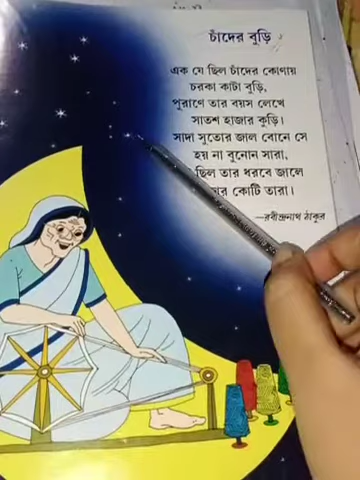 চাঁদের বুড়ি
এক যে ছিল চাঁদের কোণায়
চরকা কাটা বুড়ি,
পুরাণে তার বয়স লেখে
সাতশ হাজার কুড়ি।
সাদা সুতোর জাল বোনে সে
হয় না বুনোন সারা,
ছিল তার ধরবে জালে
কোটি তারা।
—রবীন্দ্রনাথ ঠাকুর